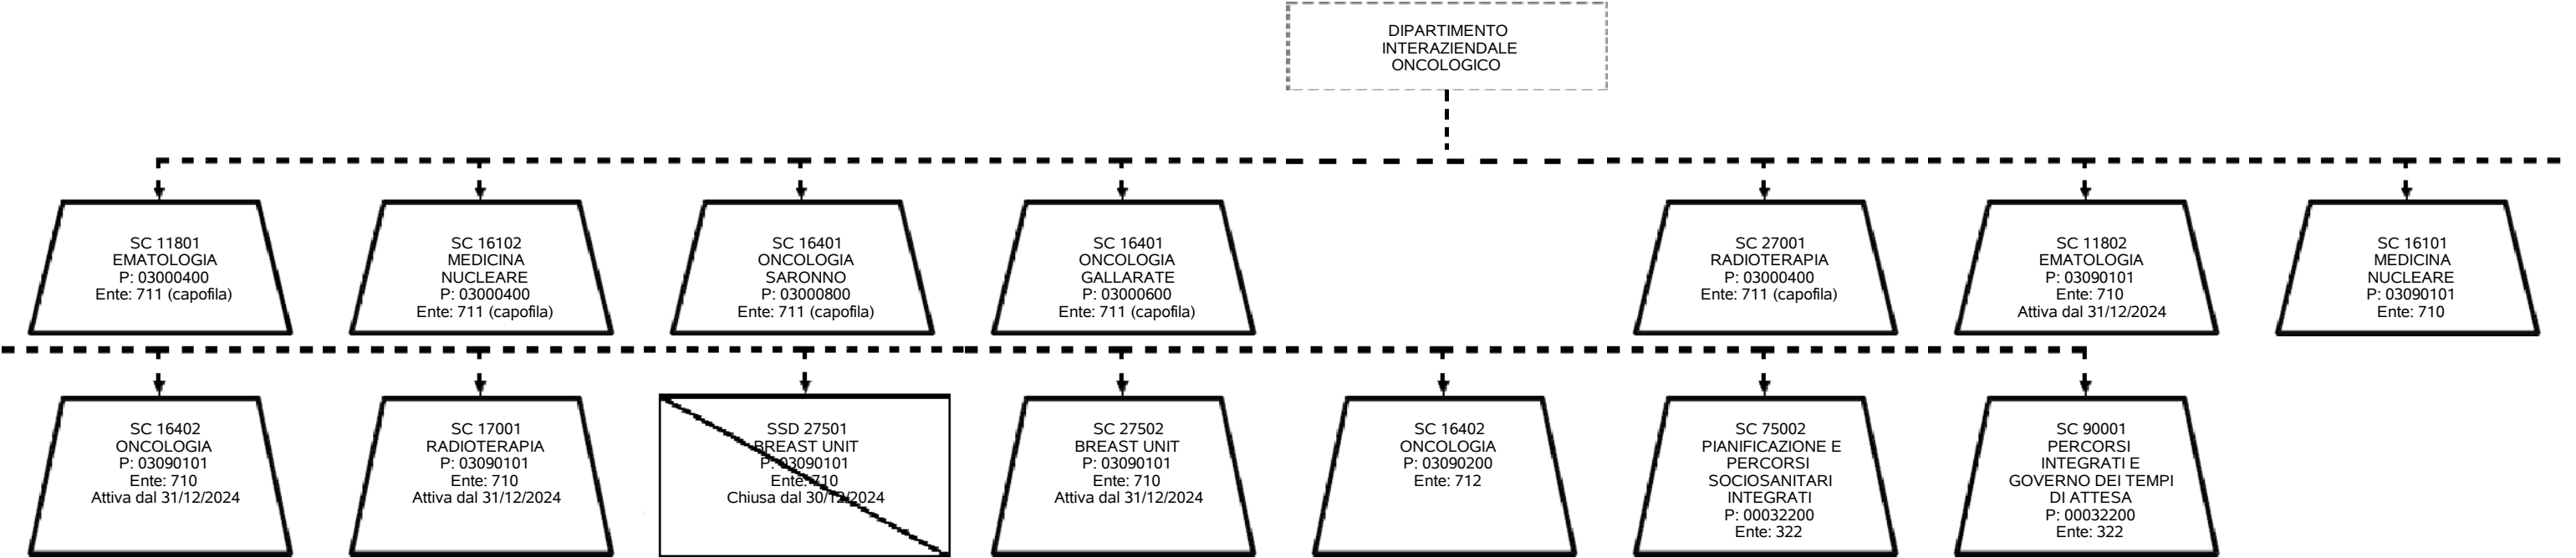 DIPARTIMENTO
INTERAZIENDALE
ONCOLOGICO
SC 11801
EMATOLOGIA
P: 03000400
Ente: 711 (capofila)
SC 16102
MEDICINA
NUCLEARE
P: 03000400
Ente: 711 (capofila)
SC 16401
ONCOLOGIA
SARONNO
P: 03000800
Ente: 711 (capofila)
SC 16401
ONCOLOGIA
GALLARATE
P: 03000600
Ente: 711 (capofila)
SC 27001
RADIOTERAPIA
P: 03000400
Ente: 711 (capofila)
SC 11802
EMATOLOGIA
P: 03090101
Ente: 710
Attiva dal 31/12/2024
SC 16101
MEDICINA
NUCLEARE
P: 03090101
Ente: 710
SC 16402
ONCOLOGIA
P: 03090101
Ente: 710
Attiva dal 31/12/2024
SC 17001
RADIOTERAPIA
P: 03090101
Ente: 710
Attiva dal 31/12/2024
SSD 27501
BREAST UNIT
P: 03090101
Ente: 710
Chiusa dal 30/12/2024
SC 27502
BREAST UNIT
P: 03090101
Ente: 710
Attiva dal 31/12/2024
SC 16402
ONCOLOGIA
P: 03090200
Ente: 712
SC 75002
PIANIFICAZIONE E
PERCORSI
SOCIOSANITARI
INTEGRATI
P: 00032200
Ente: 322
SC 90001
PERCORSI
INTEGRATI E
GOVERNO DEI TEMPI
DI ATTESA
P: 00032200
Ente: 322